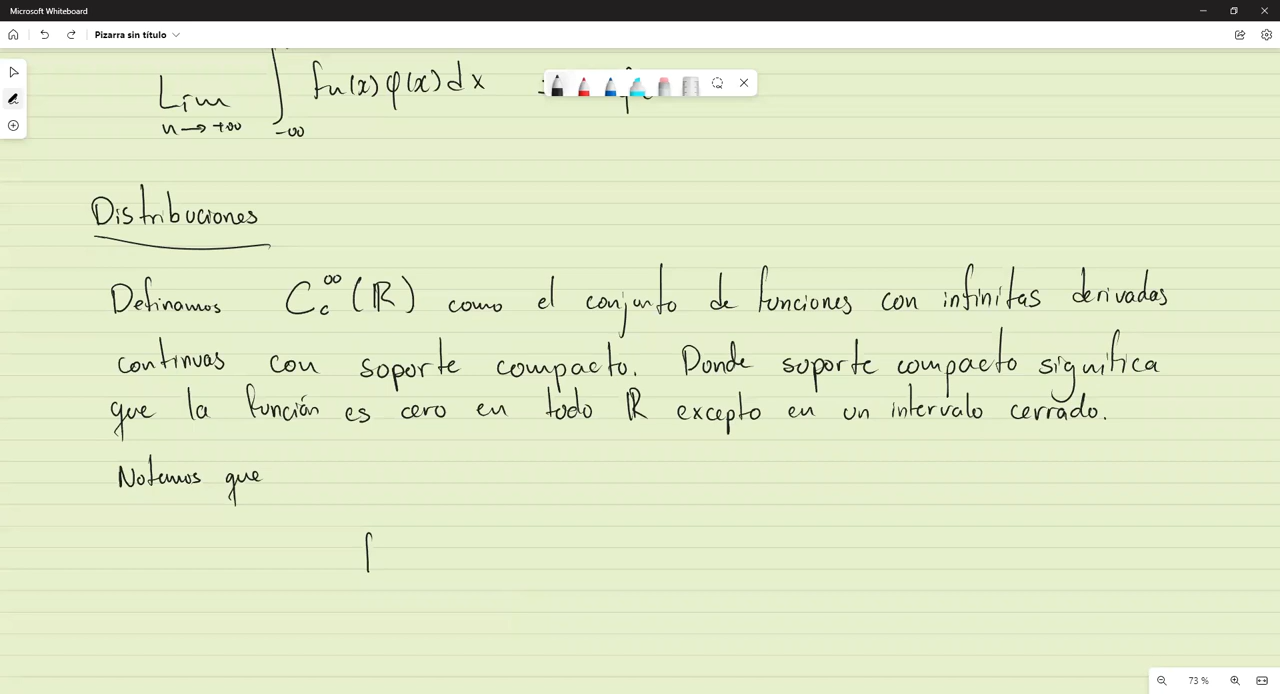 Microsoft Whiteboard
Pizarra sin título
Lim ∫ fn(x) φ(x) dx =
n → +∞ -∞
Distribuciones
Definamos C_c^∞(ℝ) como el conjunto de funciones con infinitas derivadas
continuas con soporte compacto. Donde soporte compacto significa
que la función es cero en todo ℝ excepto en un intervalo cerrado.
Notemos que
73 %